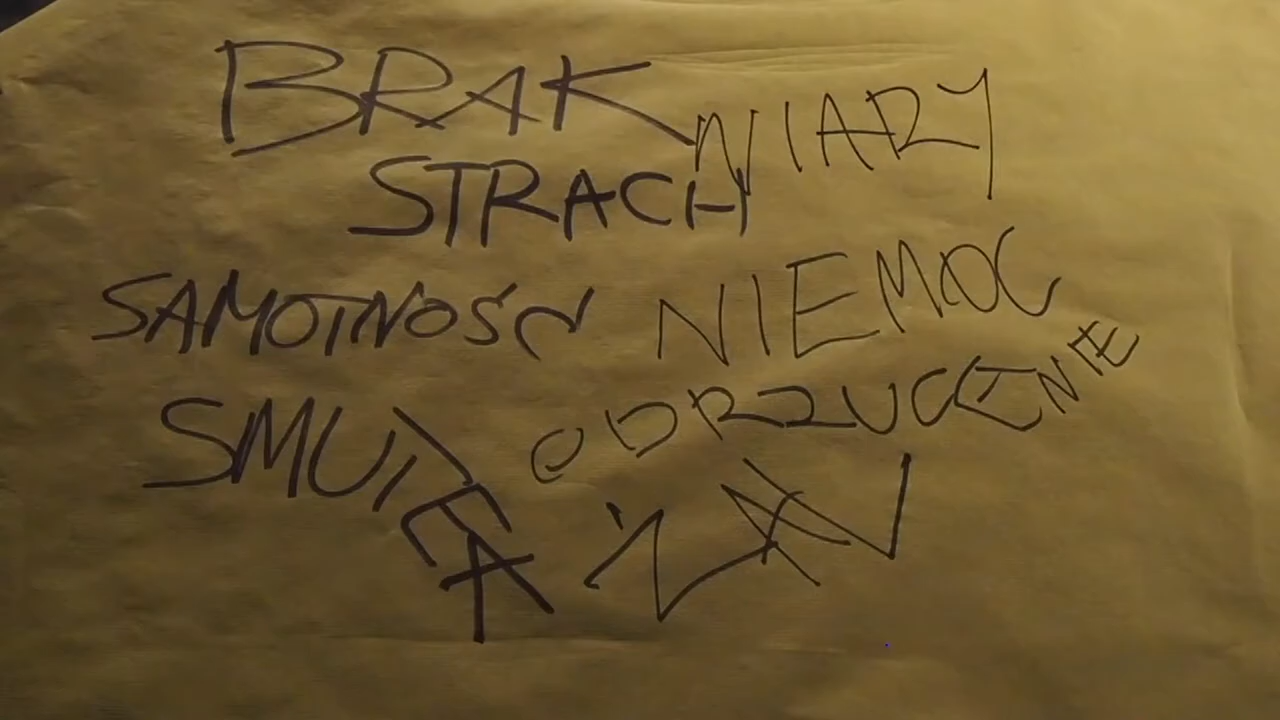 BRAK WIARY
STRACH
SAMOTNOŚĆ NIEMOC
SMUTEK ODRZUCENIE
ŻAL